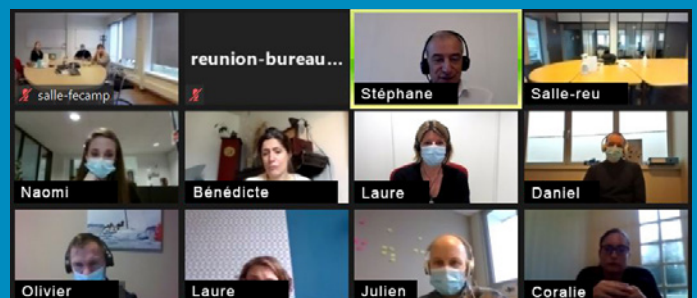 salle-fecamp
reunion-bureau...
Stéphane
Salle-reu
Naomi
Bénédicte
Laure
Daniel
Olivier
Laure
Julien
Coralie